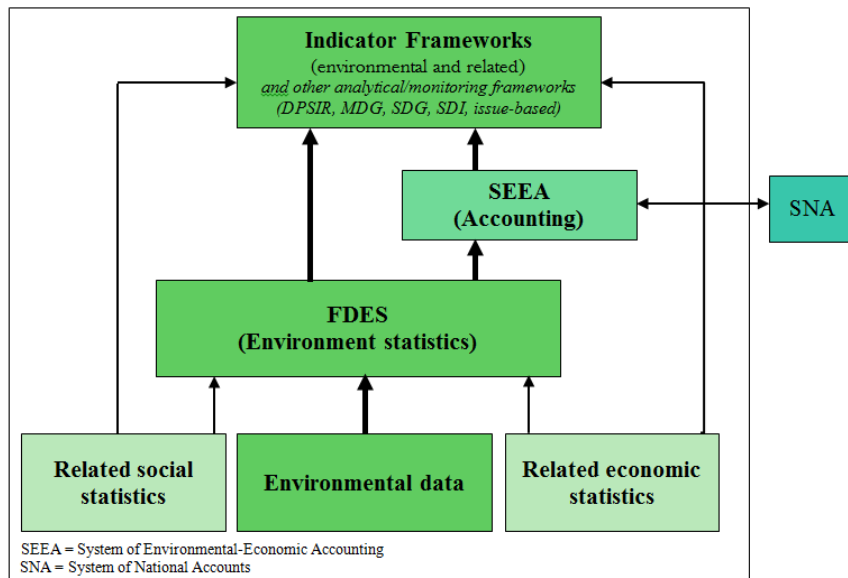 Indicator Frameworks
(environmental and related)
and other analytical/monitoring frameworks
(DPSIR, MDG, SDG, SDI, issue-based)
SEEA
(Accounting)
SNA
FDES
(Environment statistics)
Related social
statistics
Environmental data
Related economic
statistics
SEEA = System of Environmental-Economic Accounting
SNA = System of National Accounts